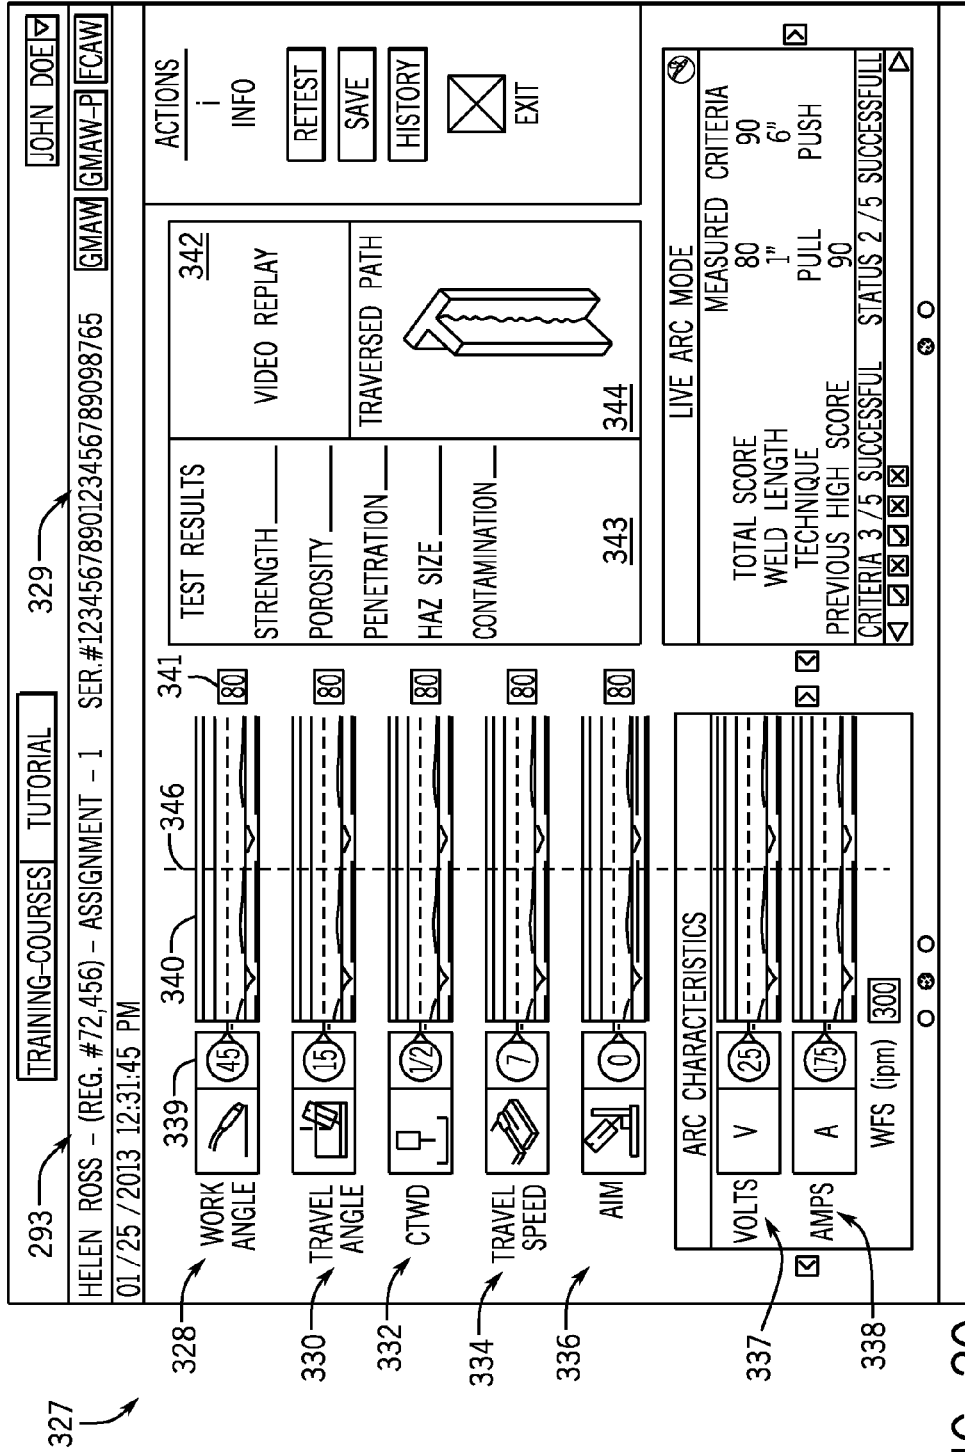 327
293
TRAINING-COURSES TUTORIAL
329
JOHN DOE
HELEN ROSS - (REG. #72,456) - ASSIGNMENT - 1 SER.#1234567890123456789098765
GMAW GMAW-P FCAW
01/25/2013 12:31:45 PM
328
WORK ANGLE
339
45
340
346
341
80
330
TRAVEL ANGLE
15
80
332
CTWD
1/2
80
334
TRAVEL SPEED
7
80
336
AIM
0
80
TEST RESULTS
STRENGTH
POROSITY
PENETRATION
HAZ SIZE
CONTAMINATION
343
342
VIDEO REPLAY
TRAVERSED PATH
344
ACTIONS
i
INFO
RETEST
SAVE
HISTORY
EXIT
ARC CHARACTERISTICS
337
VOLTS
V
25
338
AMPS
A
175
WFS (ipm) 300
LIVE ARC MODE
MEASURED CRITERIA
TOTAL SCORE 80 90
WELD LENGTH 1" 6"
TECHNIQUE PULL PUSH
PREVIOUS HIGH SCORE 90
CRITERIA 3 /5 SUCCESSFUL STATUS 2 /5 SUCCESSFULL